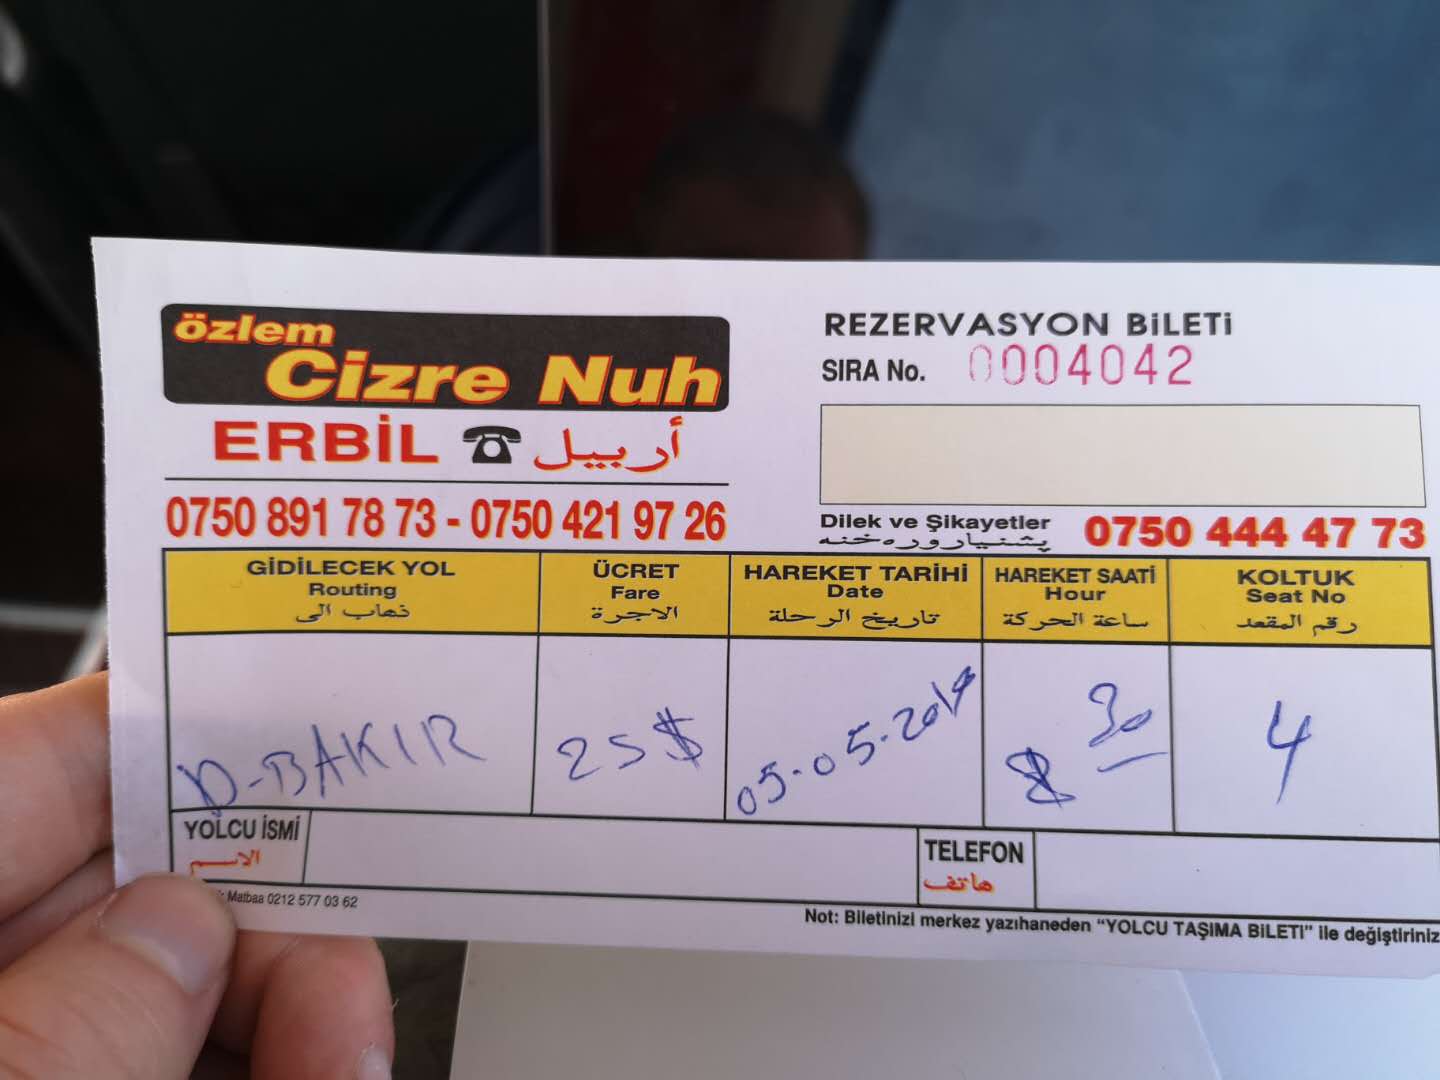 özlem
Cizre Nuh
ERBİL أربيل
0750 891 78 73 - 0750 421 97 26
REZERVASYON BiLETi
SIRA No. 0004042
Dilek ve Şikayetler 0750 444 47 73
پشنیاروره‌خنه
GİDİLECEK YOL ÜCRET HAREKET TARİHİ HAREKET SAATİ KOLTUK
Routing Fare Date Hour Seat No
ذهاب الى الاجرة تاريخ الرحلة ساعة الحركة رقم المقعد
D-BAKIR 25$ 05-05-2019 8 30 4
YOLCU İSMİ TELEFON
الاسم هاتف
Matbaa 0212 577 03 62
Not: Biletinizi merkez yazıhaneden “YOLCU TAŞIMA BiLETI” ile değiştiriniz